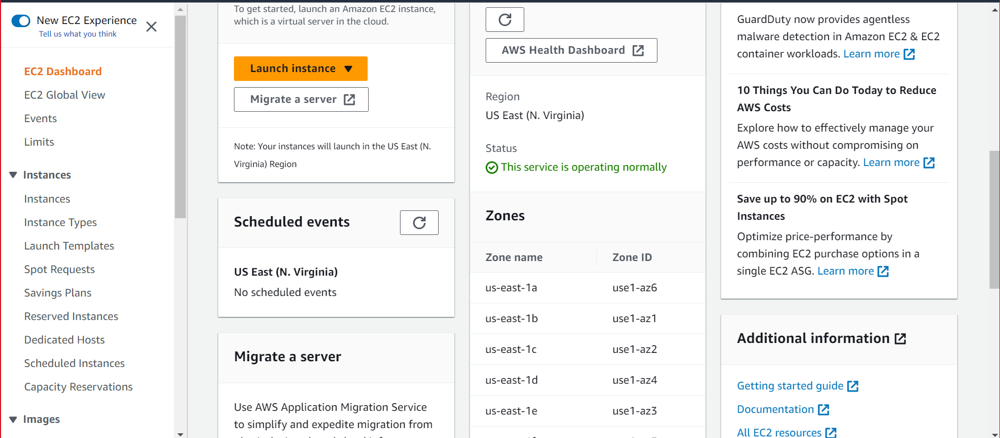 New EC2 Experience
Tell us what you think
EC2 Dashboard
EC2 Global View
Events
Limits
Instances
Instances
Instance Types
Launch Templates
Spot Requests
Savings Plans
Reserved Instances
Dedicated Hosts
Scheduled Instances
Capacity Reservations
Images
To get started, launch an Amazon EC2 instance,
which is a virtual server in the cloud.
Launch instance
Migrate a server
Note: Your instances will launch in the US East (N.
Virginia) Region
Scheduled events
US East (N. Virginia)
No scheduled events
Migrate a server
Use AWS Application Migration Service
to simplify and expedite migration from
AWS Health Dashboard
Region
US East (N. Virginia)
Status
This service is operating normally
Zones
Zone name Zone ID
us-east-1a use1-az6
us-east-1b use1-az1
us-east-1c use1-az2
us-east-1d use1-az4
us-east-1e use1-az3
GuardDuty now provides agentless
malware detection in Amazon EC2 & EC2
container workloads. Learn more
10 Things You Can Do Today to Reduce
AWS Costs
Explore how to effectively manage your
AWS costs without compromising on
performance or capacity. Learn more
Save up to 90% on EC2 with Spot
Instances
Optimize price-performance by
combining EC2 purchase options in a
single EC2 ASG. Learn more
Additional information
Getting started guide
Documentation
All EC2 resources